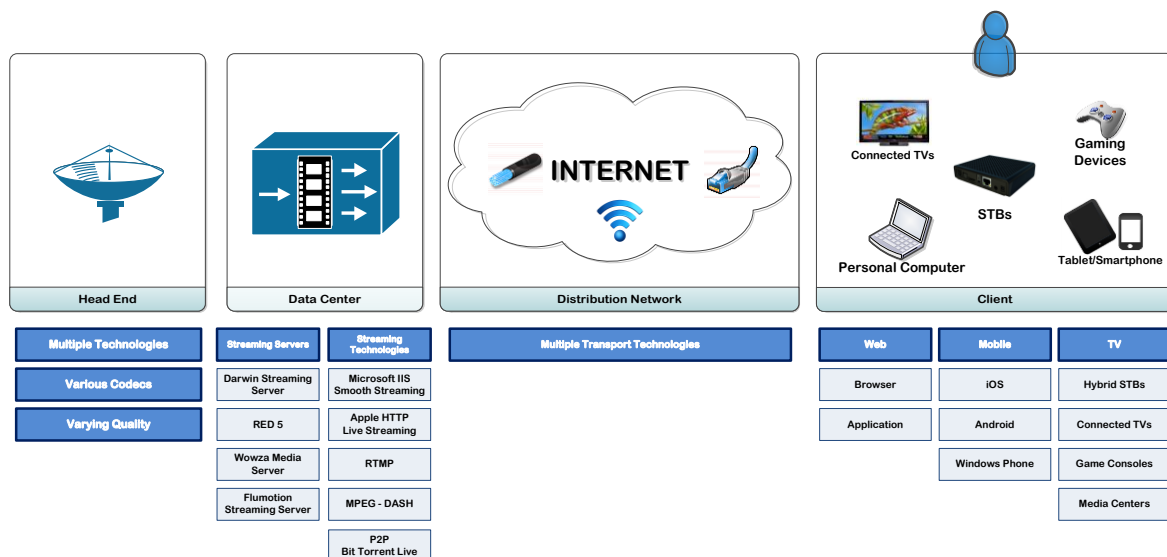 INTERNET
Connected TVs
Gaming
Devices
STBs
Personal Computer
Tablet/Smartphone
Head End
Data Center
Distribution Network
Client
Multiple Technologies
Various Codecs
Varying Quality
Streaming Servers
Darwin Streaming
Server
RED 5
Wowza Media
Server
Flumotion
Streaming Server
Streaming
Technologies
Microsoft IIS
Smooth Streaming
Apple HTTP
Live Streaming
RTMP
MPEG - DASH
P2P
Bit Torrent Live
Multiple Transport Technologies
Web
Browser
Application
Mobile
iOS
Android
Windows Phone
TV
Hybrid STBs
Connected TVs
Game Consoles
Media Centers